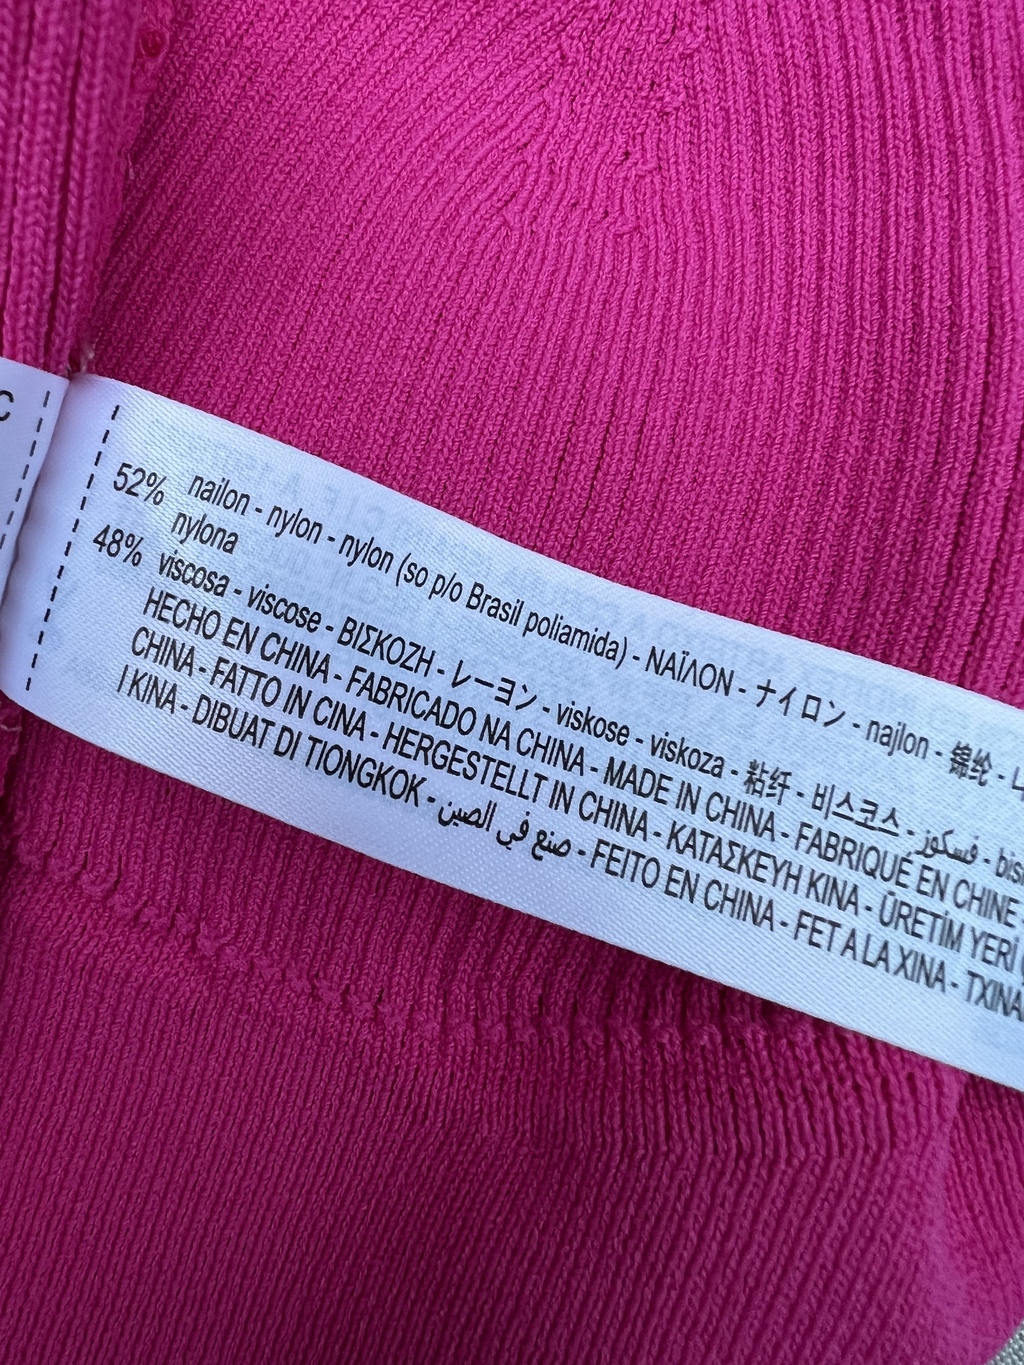 C
52% nailon - nylon - nylon (so p/o Brasil poliamida) - ΝΑΪΛΟΝ - ナイロン - najlon - 锦纶 -
nylona
48% viscosa - viscose - ΒΙΣΚΟΖΗ - レーヨン - viskose - viskoza - 粘纤 - 비스코스 - فسكوز -
HECHO EN CHINA - FABRICADO NA CHINA - MADE IN CHINA - FABRIQUÉ EN CHINE -
CHINA - FATTO IN CINA - HERGESTELLT IN CHINA - ΚΑΤΑΣΚΕΥΗ ΚΙΝΑ - ÜRETİM YERİ
I KINA - DIBUAT DI TIONGKOK - صنع في الصين - FEITO EN CHINA - FET A LA XINA -